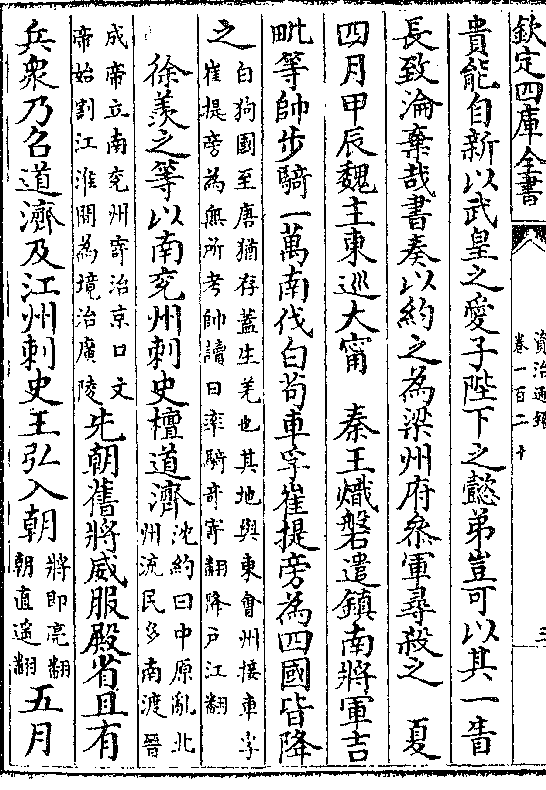 欽定四庫全書
資治通鑑
卷一百二十
三
貴能自新以武皇之愛子陛下之懿弟豈可以其一眚
長致淪棄哉書奏以約之為梁州府叅軍尋殺之　夏
四月甲辰魏主東巡大甯　秦王熾磐遣鎮南將軍吉
毗等帥步騎一萬南伐白茍車孚崔提旁為四國皆降
之白狗國至唐猶存蓋生羌也其地與東會州接車孚
崔提旁為無所考帥讀曰率騎奇寄翻降戶江翻
徐羨之等以南兖州刺史檀道濟沈約曰中原亂北
州流民多南渡晉
成帝立南兖州寄治京口文
帝始割江淮間為境治廣陵先朝舊將威服殿省且有
兵衆乃召道濟及江州刺史王弘入朝將即亮翻
朝直遥翻五月